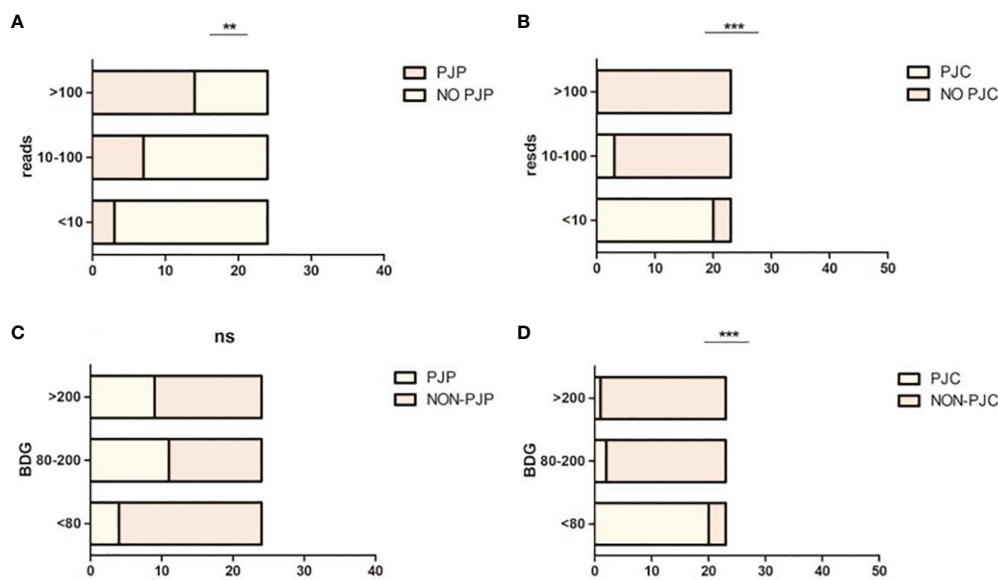 A
**
>100
10-100
<10
reads
0 10 20 30 40
PJP
NO PJP
B
***
>100
10-100
<10
resds
0 10 20 30 40 50
PJC
NO PJC
C
ns
>200
80-200
<80
BDG
0 10 20 30 40
PJP
NON-PJP
D
***
>200
80-200
<80
BDG
0 10 20 30 40 50
PJC
NON-PJC